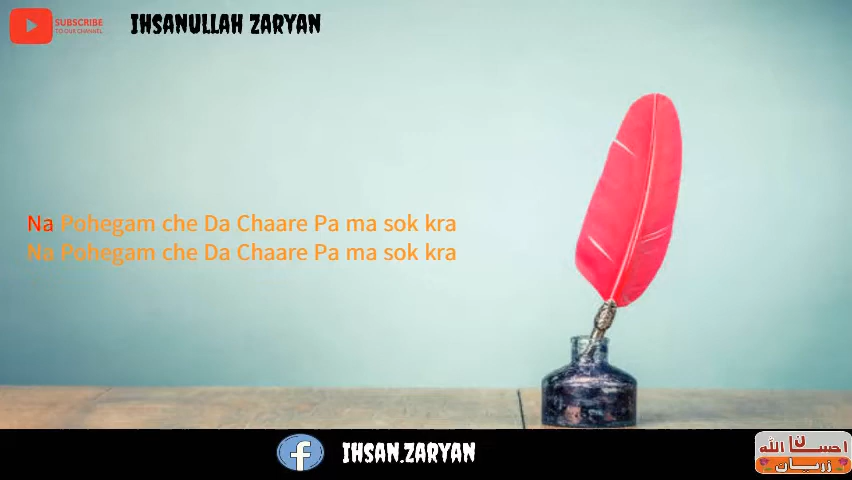 SUBSCRIBE
TO OUR CHANNEL
IHSANULLAH ZARYAN
Na Pohegam che Da Chaare Pa ma sok kra
Na Pohegam che Da Chaare Pa ma sok kra
IHSAN.ZARYAN
احسان الله
زریان